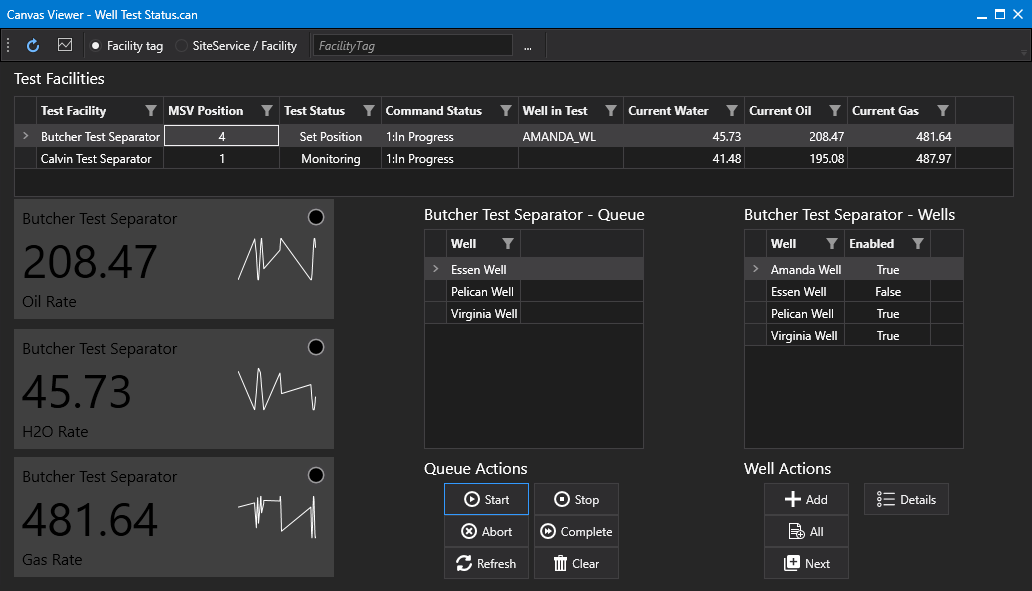 Canvas Viewer - Well Test Status.can
Facility tag SiteService / Facility FacilityTag ...
Test Facilities
Test Facility MSV Position Test Status Command Status Well in Test Current Water Current Oil Current Gas
Butcher Test Separator 4 Set Position 1:In Progress AMANDA_WL 45.73 208.47 481.64
Calvin Test Separator 1 Monitoring 1:In Progress 41.48 195.08 487.97
Butcher Test Separator
208.47
Oil Rate
Butcher Test Separator
45.73
H2O Rate
Butcher Test Separator
481.64
Gas Rate
Butcher Test Separator - Queue
Well
Essen Well
Pelican Well
Virginia Well
Queue Actions
Start Stop
Abort Complete
Refresh Clear
Butcher Test Separator - Wells
Well Enabled
Amanda Well True
Essen Well False
Pelican Well True
Virginia Well True
Well Actions
Add Details
All
Next